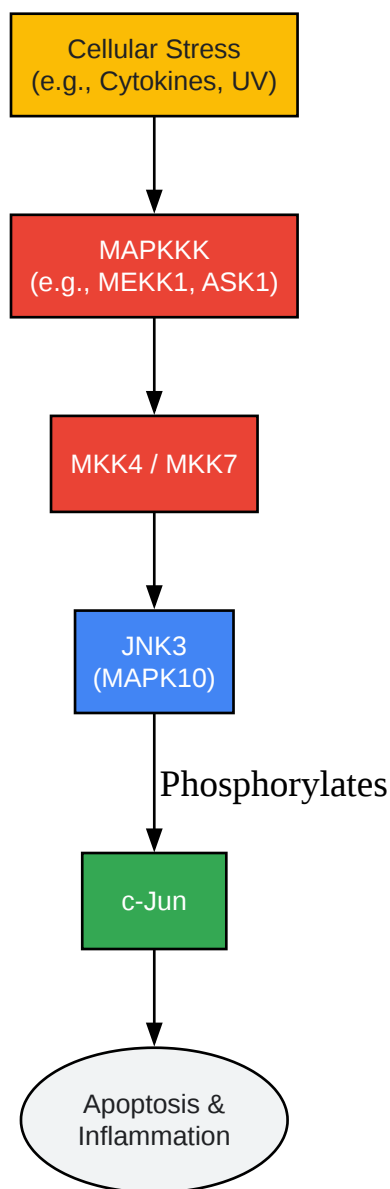 Cellular Stress
(e.g., Cytokines, UV)
MAPKKK
(e.g., MEKK1, ASK1)
MKK4 / MKK7
JNK3
(MAPK10)
Phosphorylates
c-Jun
Apoptosis &
Inflammation